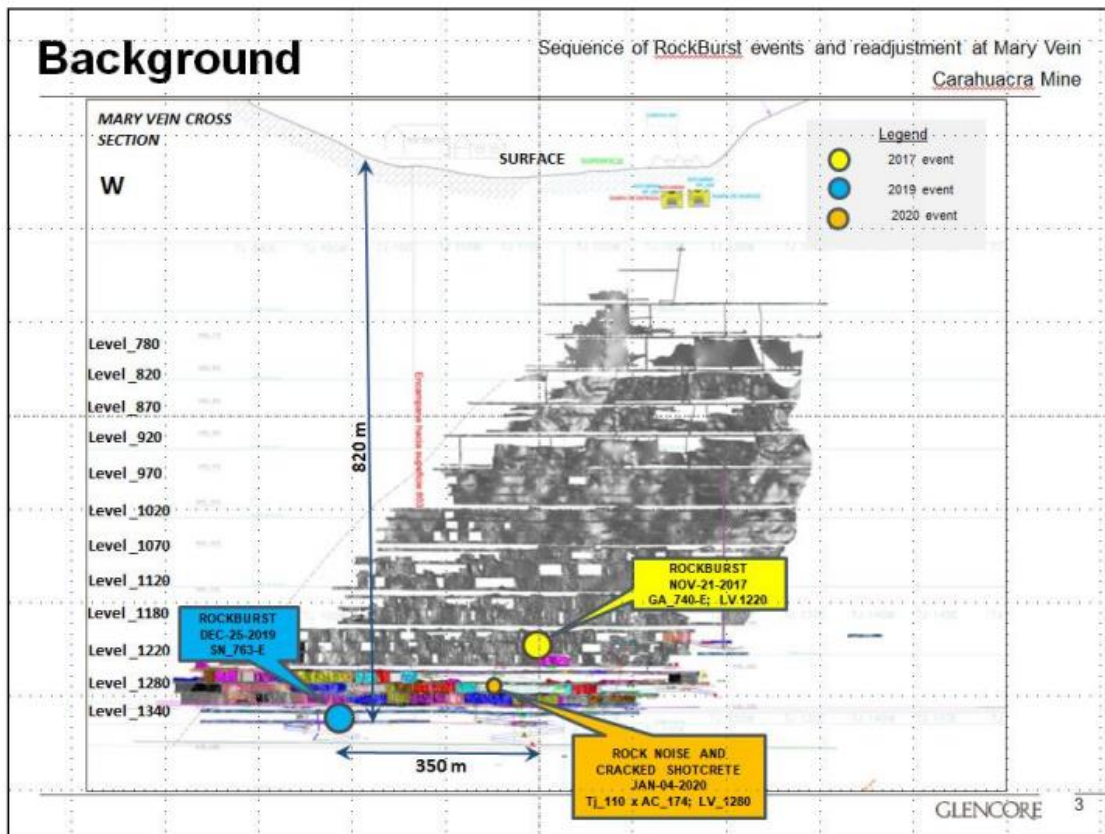 Background
Sequence of RockBurst events and readjustment at Mary Vein
Carahuacra Mine
MARY VEIN CROSS
SECTION
W
SURFACE
SUPERFICIE
Legend
2017 event
2019 event
2020 event
Level_780
Level_820
Level_870
Level_920
Level_970
Level_1020
Level_1070
Level_1120
Level_1180
Level_1220
Level_1280
Level_1340
820 m
350 m
ROCKBURST
NOV-21-2017
GA_740-E; LV.1220
ROCKBURST
DEC-25-2019
SN_763-E
ROCK NOISE AND
CRACKED SHOTCRETE
JAN-04-2020
Tj_110 x AC_174; LV_1280
GLENCORE
3